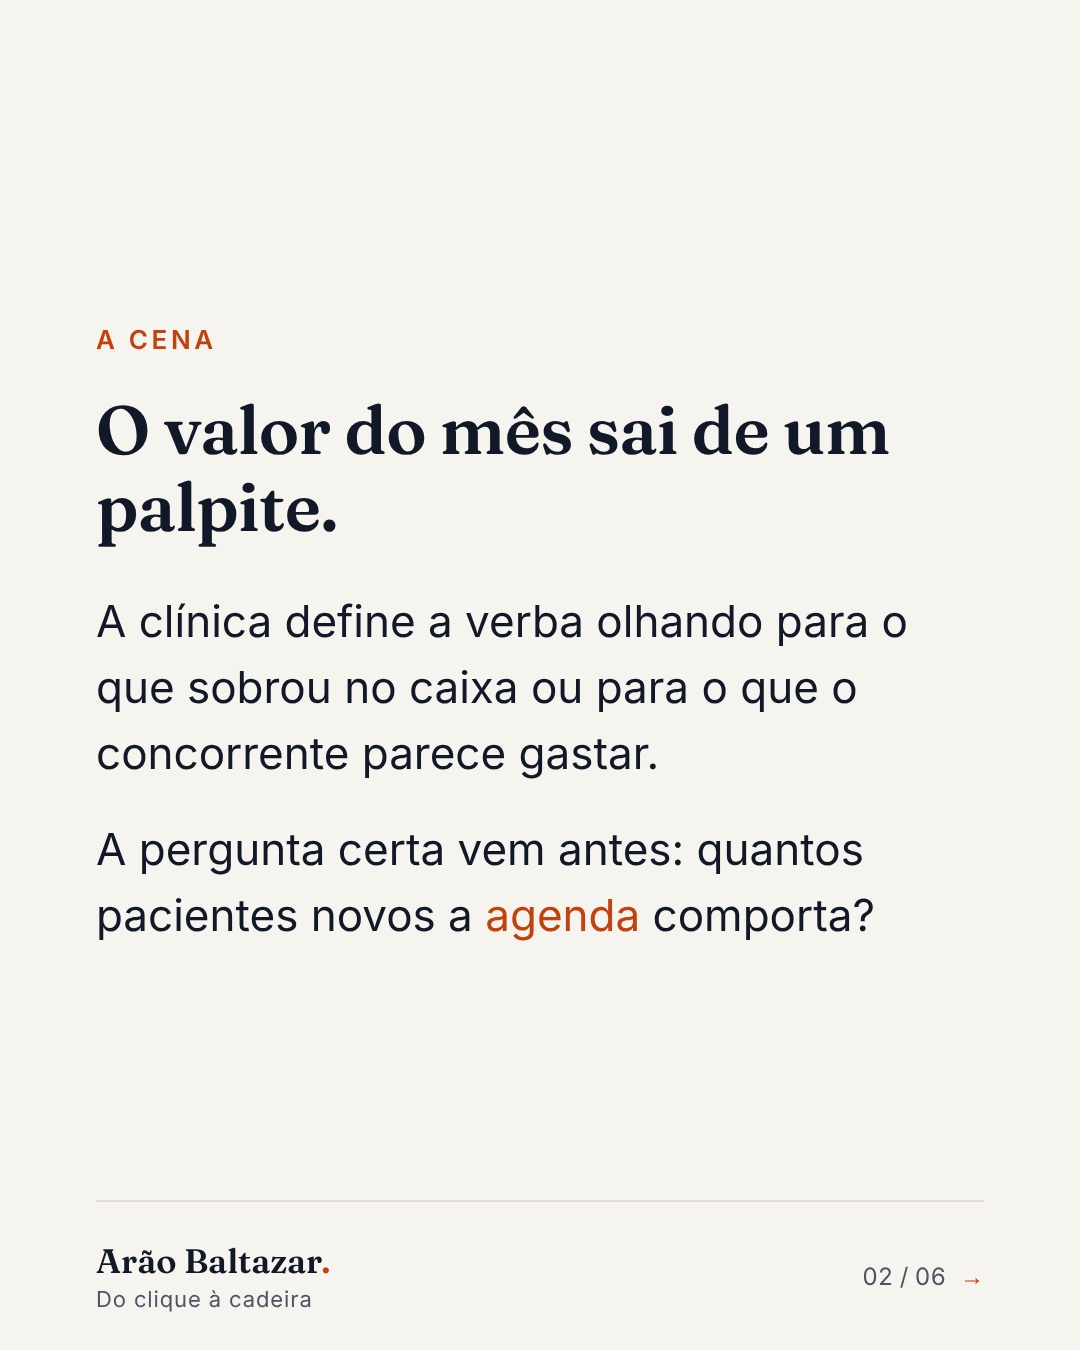 A CENA
O valor do mês sai de um
palpite.
A clínica define a verba olhando para o
que sobrou no caixa ou para o que o
concorrente parece gastar.
A pergunta certa vem antes: quantos
pacientes novos a agenda comporta?
Arão Baltazar.
Do clique à cadeira
02 / 06 →